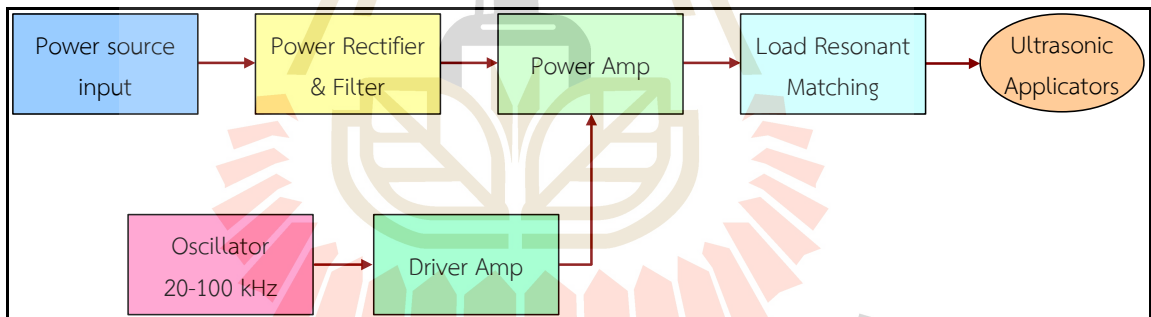 Power source
input
Power Rectifier
& Filter
Power Amp
Load Resonant
Matching
Ultrasonic
Applicators
Oscillator
20-100 kHz
Driver Amp